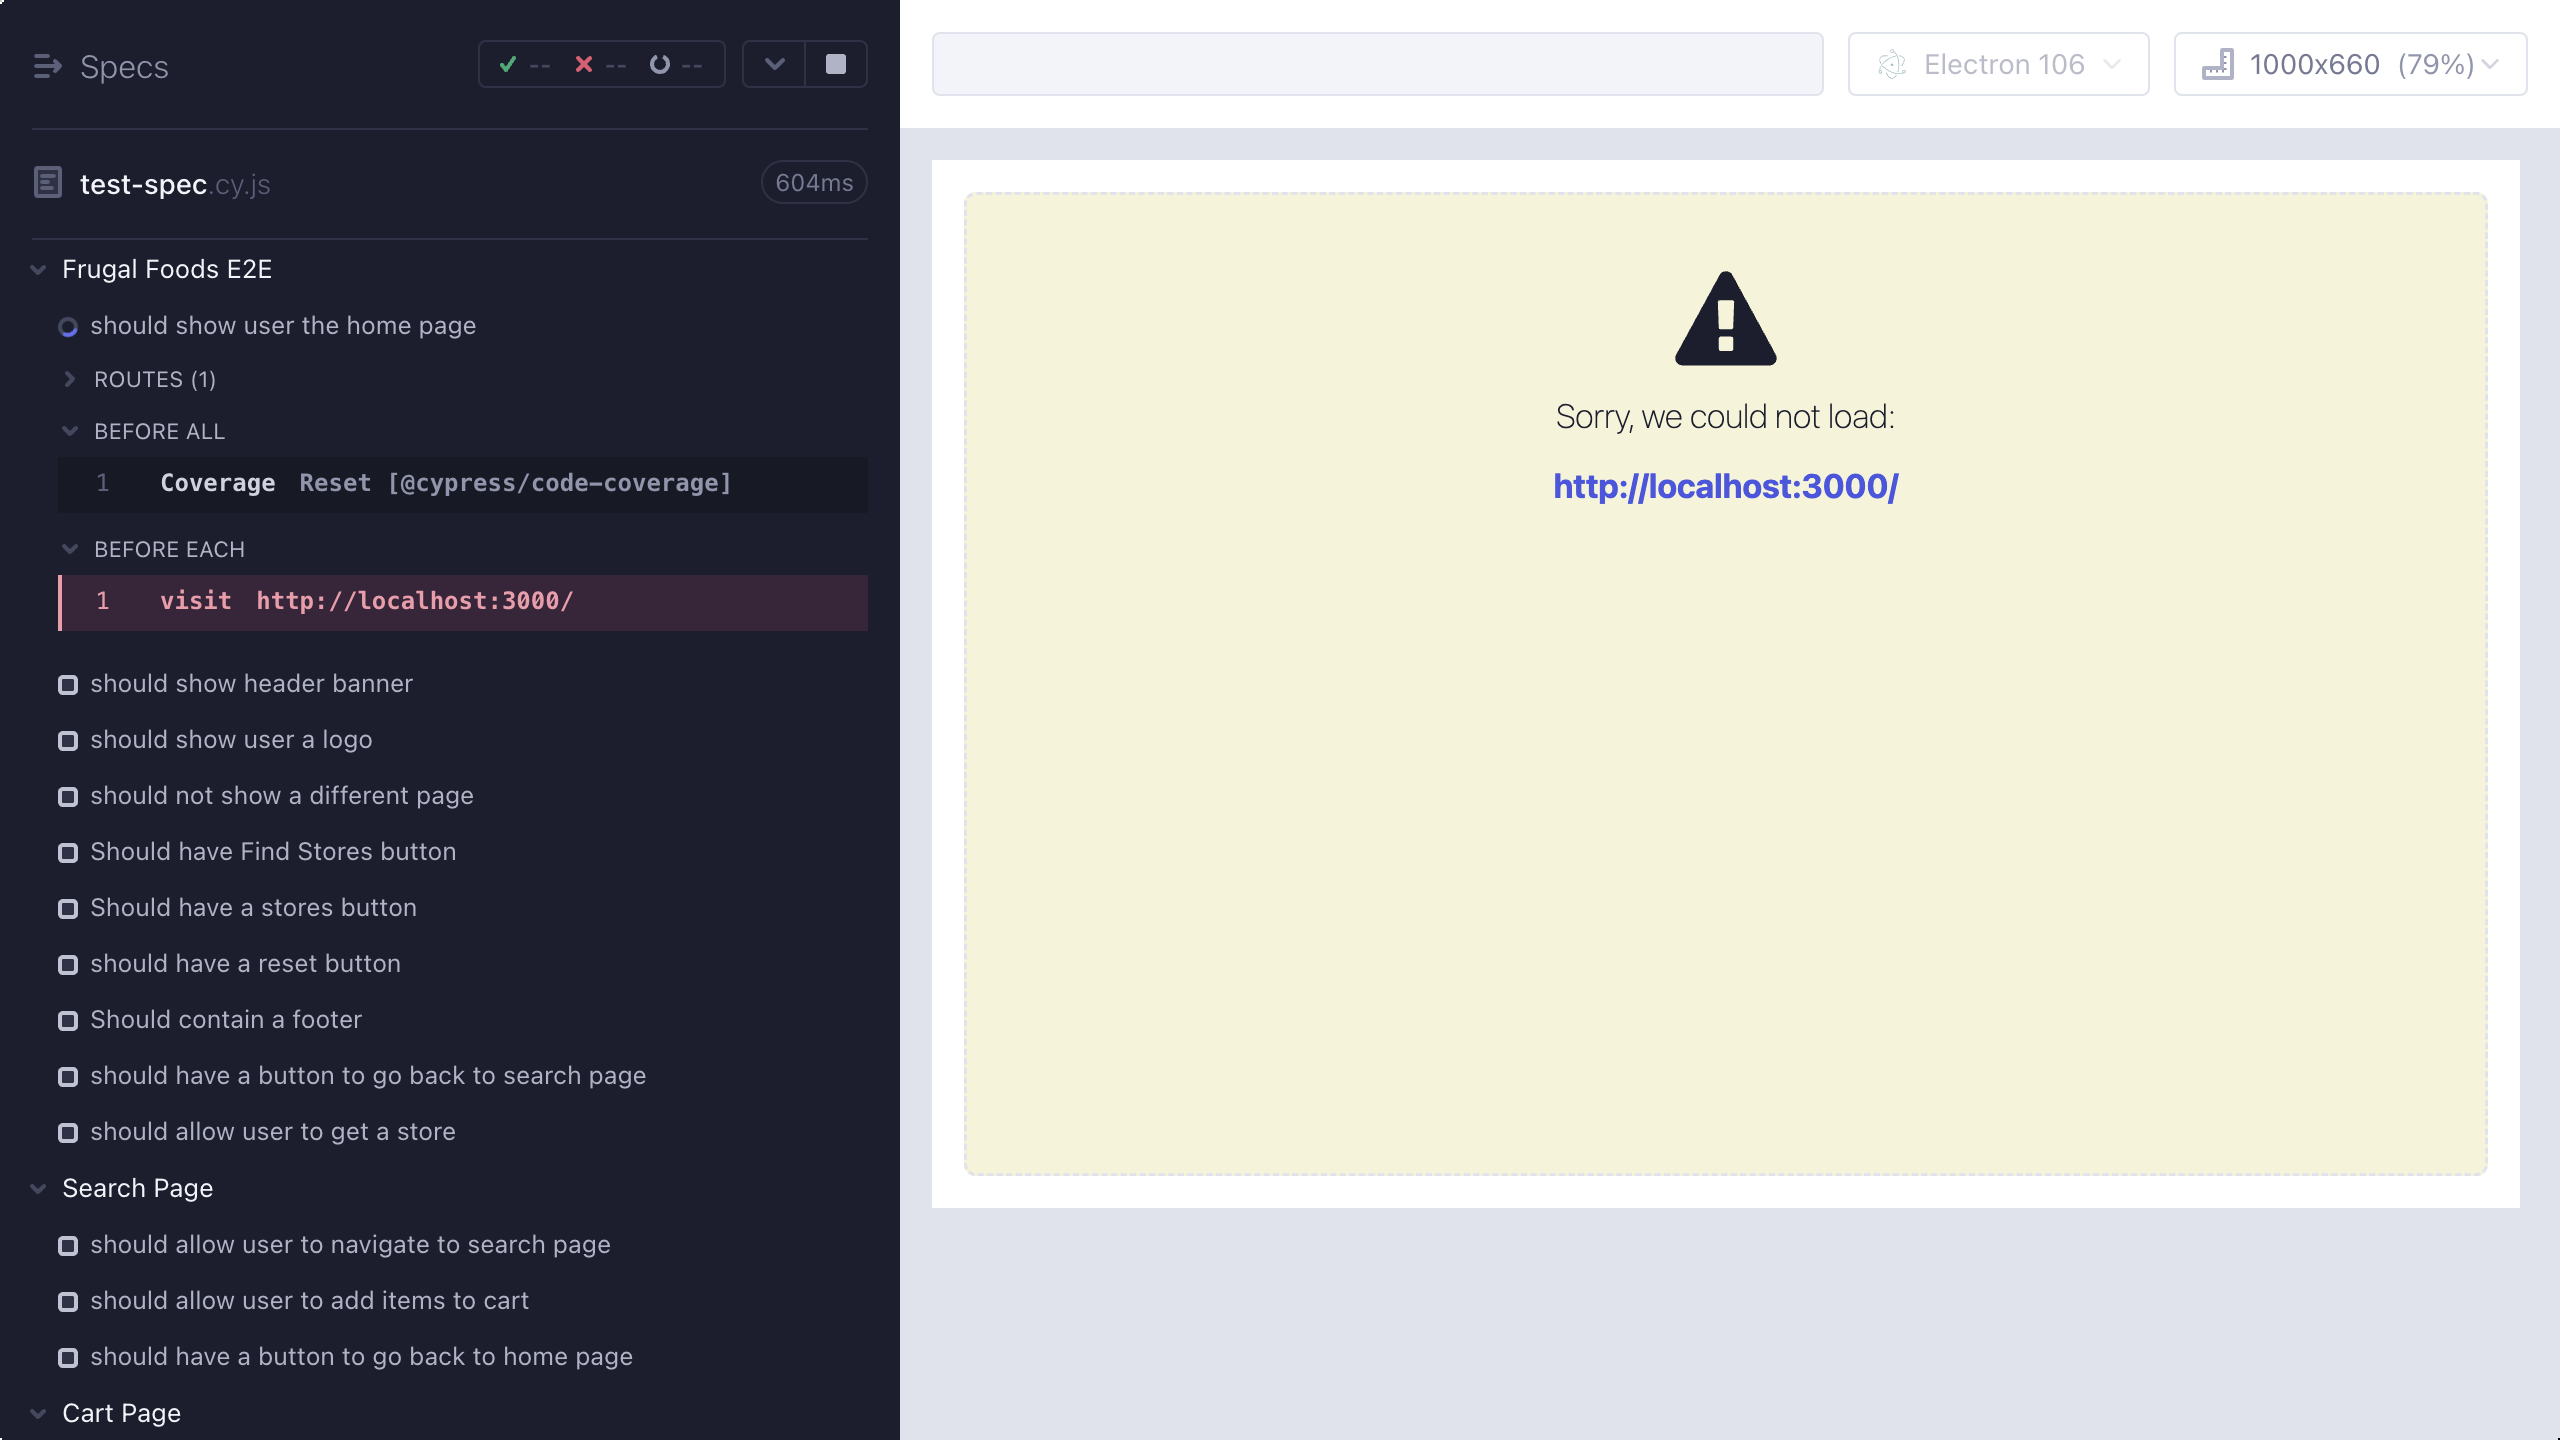 Specs
-- -- --
test-spec.cy.js
604ms
Frugal Foods E2E
should show user the home page
ROUTES (1)
BEFORE ALL
1 Coverage Reset [@cypress/code-coverage]
BEFORE EACH
1 visit http://localhost:3000/
should show header banner
should show user a logo
should not show a different page
Should have Find Stores button
Should have a stores button
should have a reset button
Should contain a footer
should have a button to go back to search page
should allow user to get a store
Search Page
should allow user to navigate to search page
should allow user to add items to cart
should have a button to go back to home page
Cart Page
Electron 106
1000x660 (79%)
Sorry, we could not load:
http://localhost:3000/